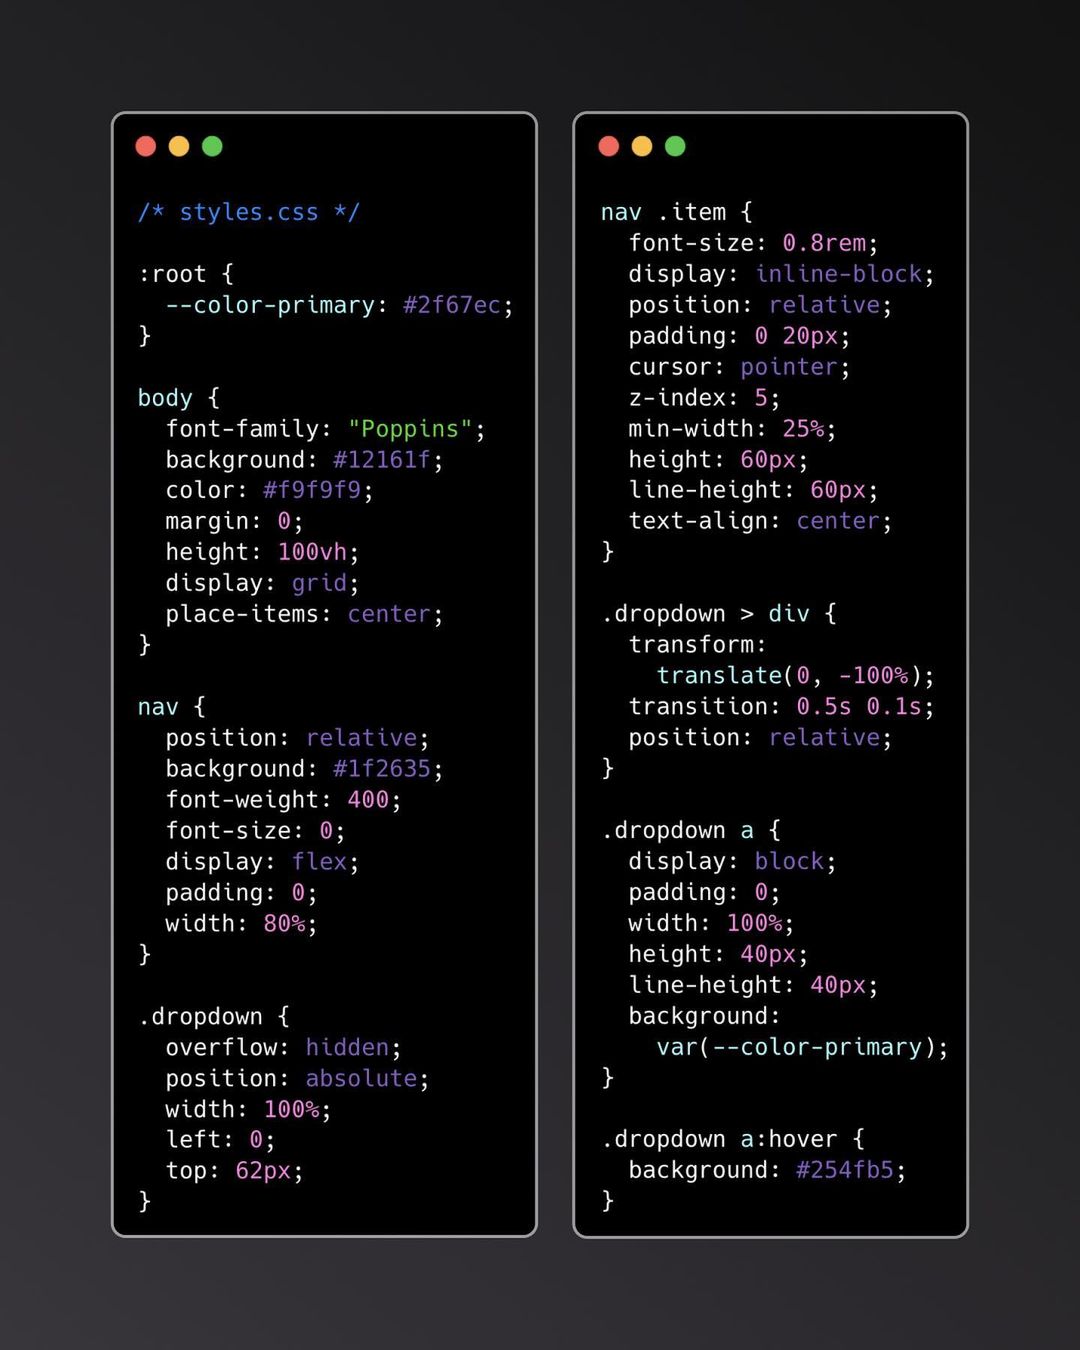 /* styles.css */

:root {
  --color-primary: #2f67ec;
}

body {
  font-family: "Poppins";
  background: #12161f;
  color: #f9f9f9;
  margin: 0;
  height: 100vh;
  display: grid;
  place-items: center;
}

nav {
  position: relative;
  background: #1f2635;
  font-weight: 400;
  font-size: 0;
  display: flex;
  padding: 0;
  width: 80%;
}

.dropdown {
  overflow: hidden;
  position: absolute;
  width: 100%;
  left: 0;
  top: 62px;
}

nav .item {
  font-size: 0.8rem;
  display: inline-block;
  position: relative;
  padding: 0 20px;
  cursor: pointer;
  z-index: 5;
  min-width: 25%;
  height: 60px;
  line-height: 60px;
  text-align: center;
}

.dropdown > div {
  transform:
    translate(0, -100%);
  transition: 0.5s 0.1s;
  position: relative;
}

.dropdown a {
  display: block;
  padding: 0;
  width: 100%;
  height: 40px;
  line-height: 40px;
  background:
    var(--color-primary);
}

.dropdown a:hover {
  background: #254fb5;
}